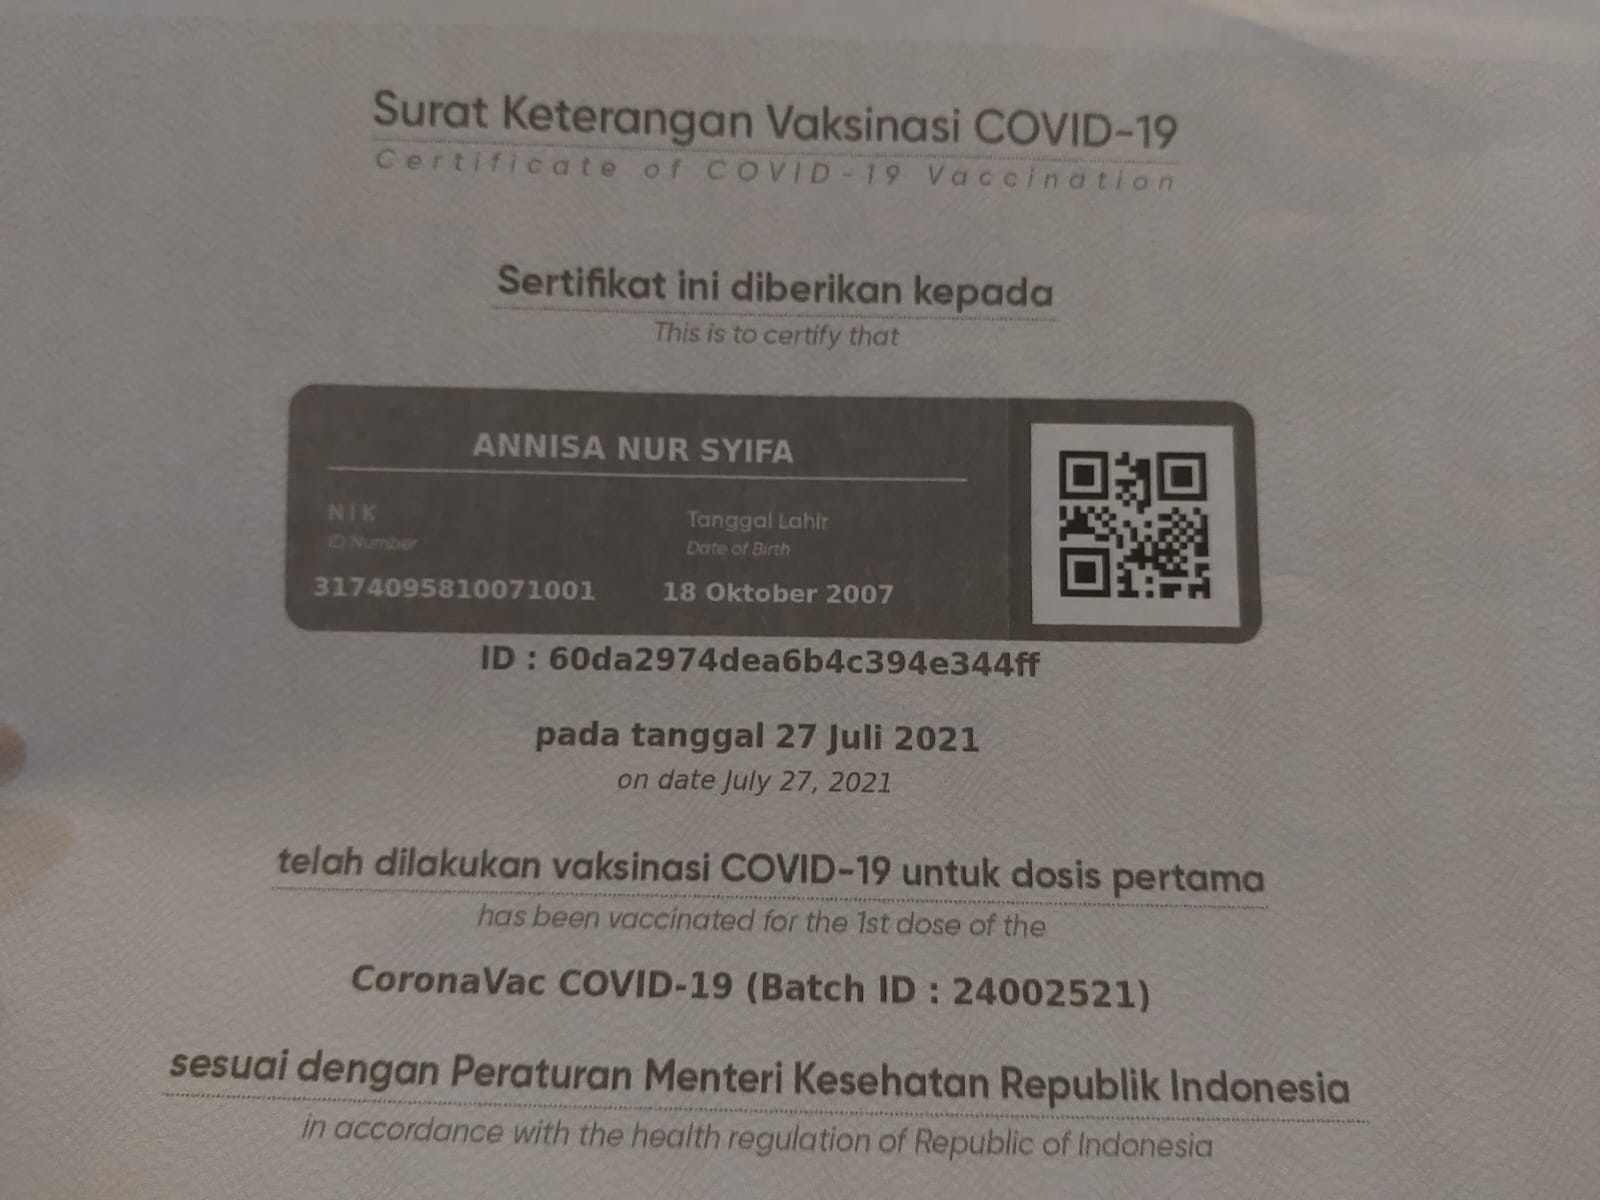 Surat Keterangan Vaksinasi COVID-19
Certificate of COVID-19 Vaccination
Sertifikat ini diberikan kepada
This is to certify that
ANNISA NUR SYIFA
NIK
ID Number
3174095810071001
Tanggal Lahir
Date of Birth
18 Oktober 2007
ID : 60da2974dea6b4c394e344ff
pada tanggal 27 Juli 2021
on date July 27, 2021
telah dilakukan vaksinasi COVID-19 untuk dosis pertama
has been vaccinated for the 1st dose of the
CoronaVac COVID-19 (Batch ID : 24002521)
sesuai dengan Peraturan Menteri Kesehatan Republik Indonesia
in accordance with the health regulation of Republic of Indonesia